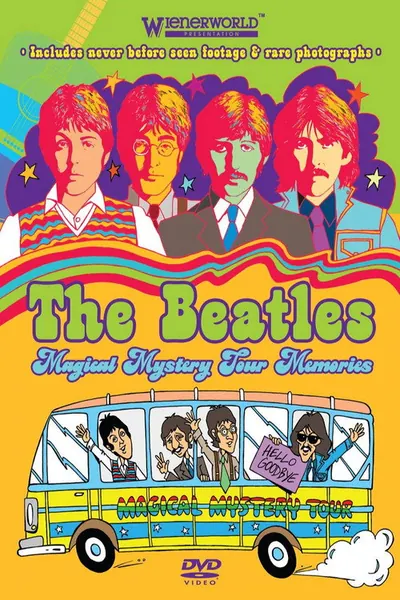 WIENERWORLD™
PRESENTATION
• Includes never before seen footage & rare photographs •
The Beatles
Magical Mystery Tour Memories
HELLO
GOODBYE
MAGICAL MYSTERY TOUR
DVD
VIDEO